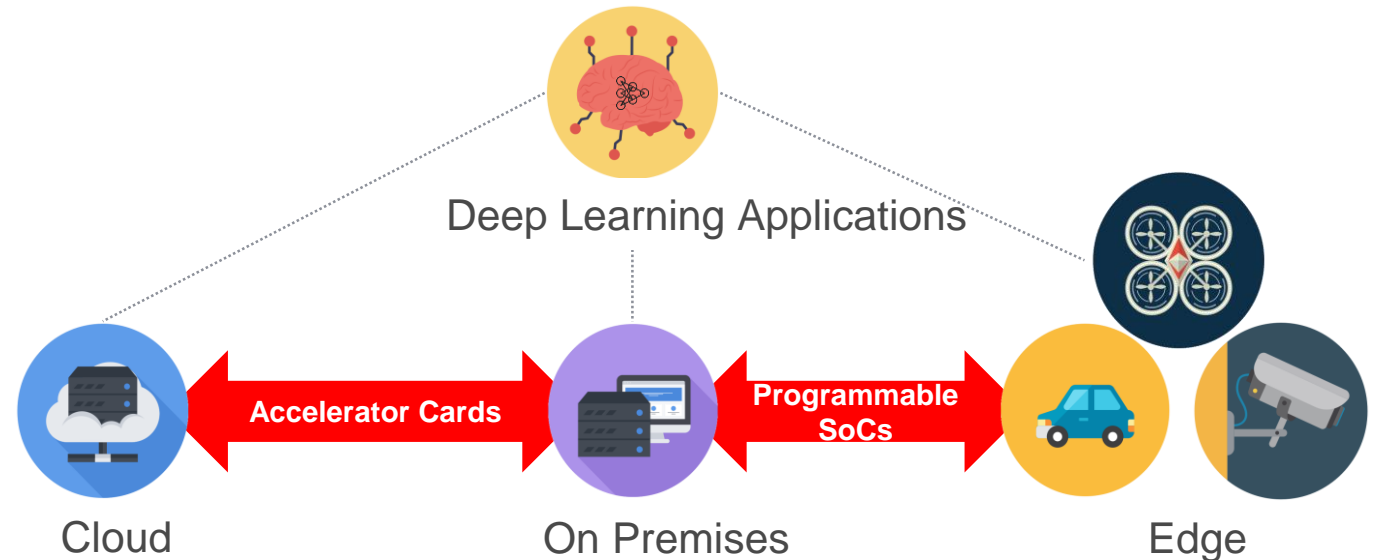 Deep Learning Applications
Accelerator Cards
Programmable
SoCs
Cloud
On Premises
Edge